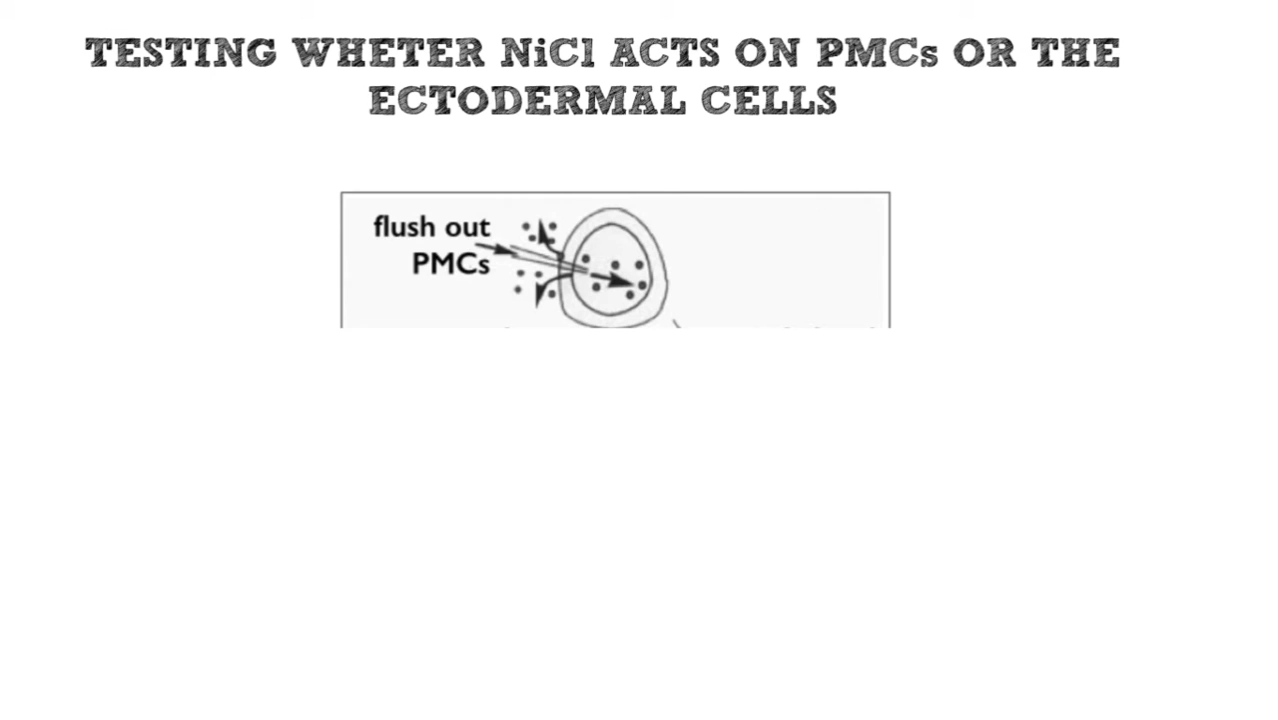 TESTING WHETER NiCl ACTS ON PMCs OR THE
ECTODERMAL CELLS
flush out
PMCs